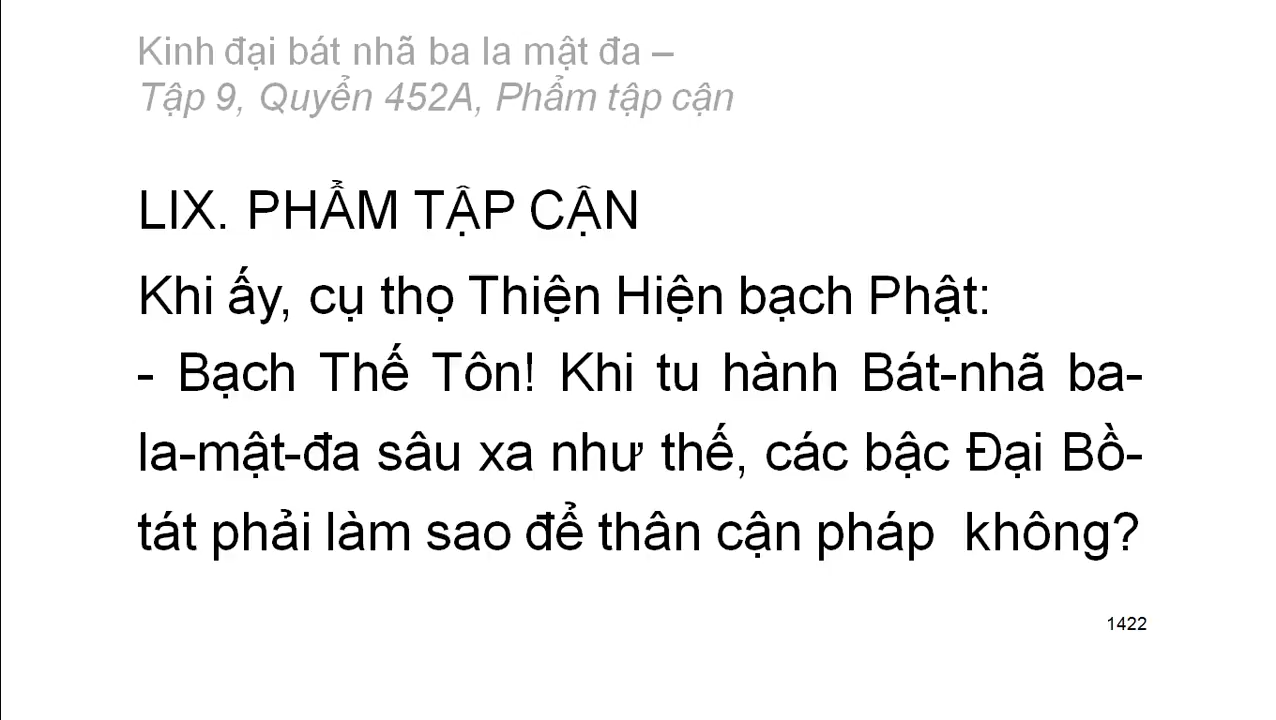 Kinh đại bát nhã ba la mật đa –
Tập 9, Quyển 452A, Phẩm tập cận
LIX. PHẨM TẬP CẬN
Khi ấy, cụ thọ Thiện Hiện bạch Phật:
- Bạch Thế Tôn! Khi tu hành Bát-nhã ba-
la-mật-đa sâu xa như thế, các bậc Đại Bồ-
tát phải làm sao để thân cận pháp không?
1422